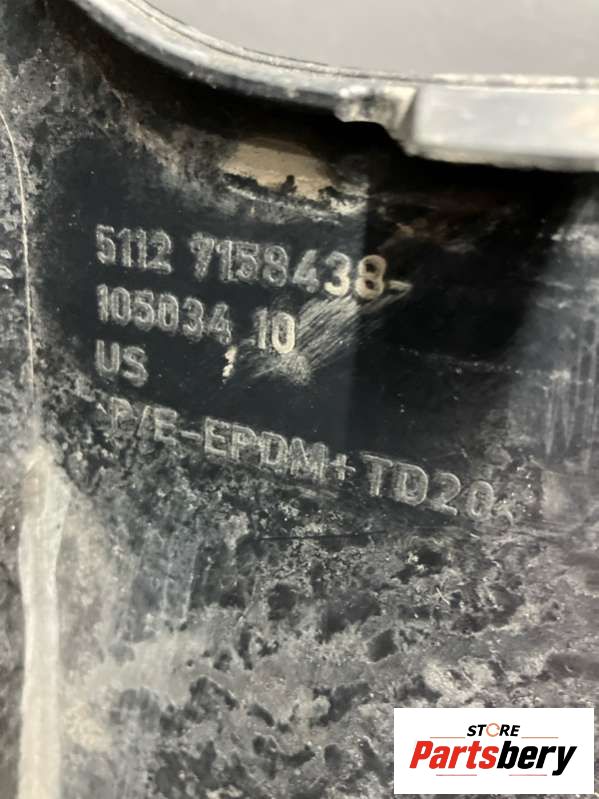 5112 7158438-
105034 10
US
P/E-EPDM+TD20<
STORE
Partsbery